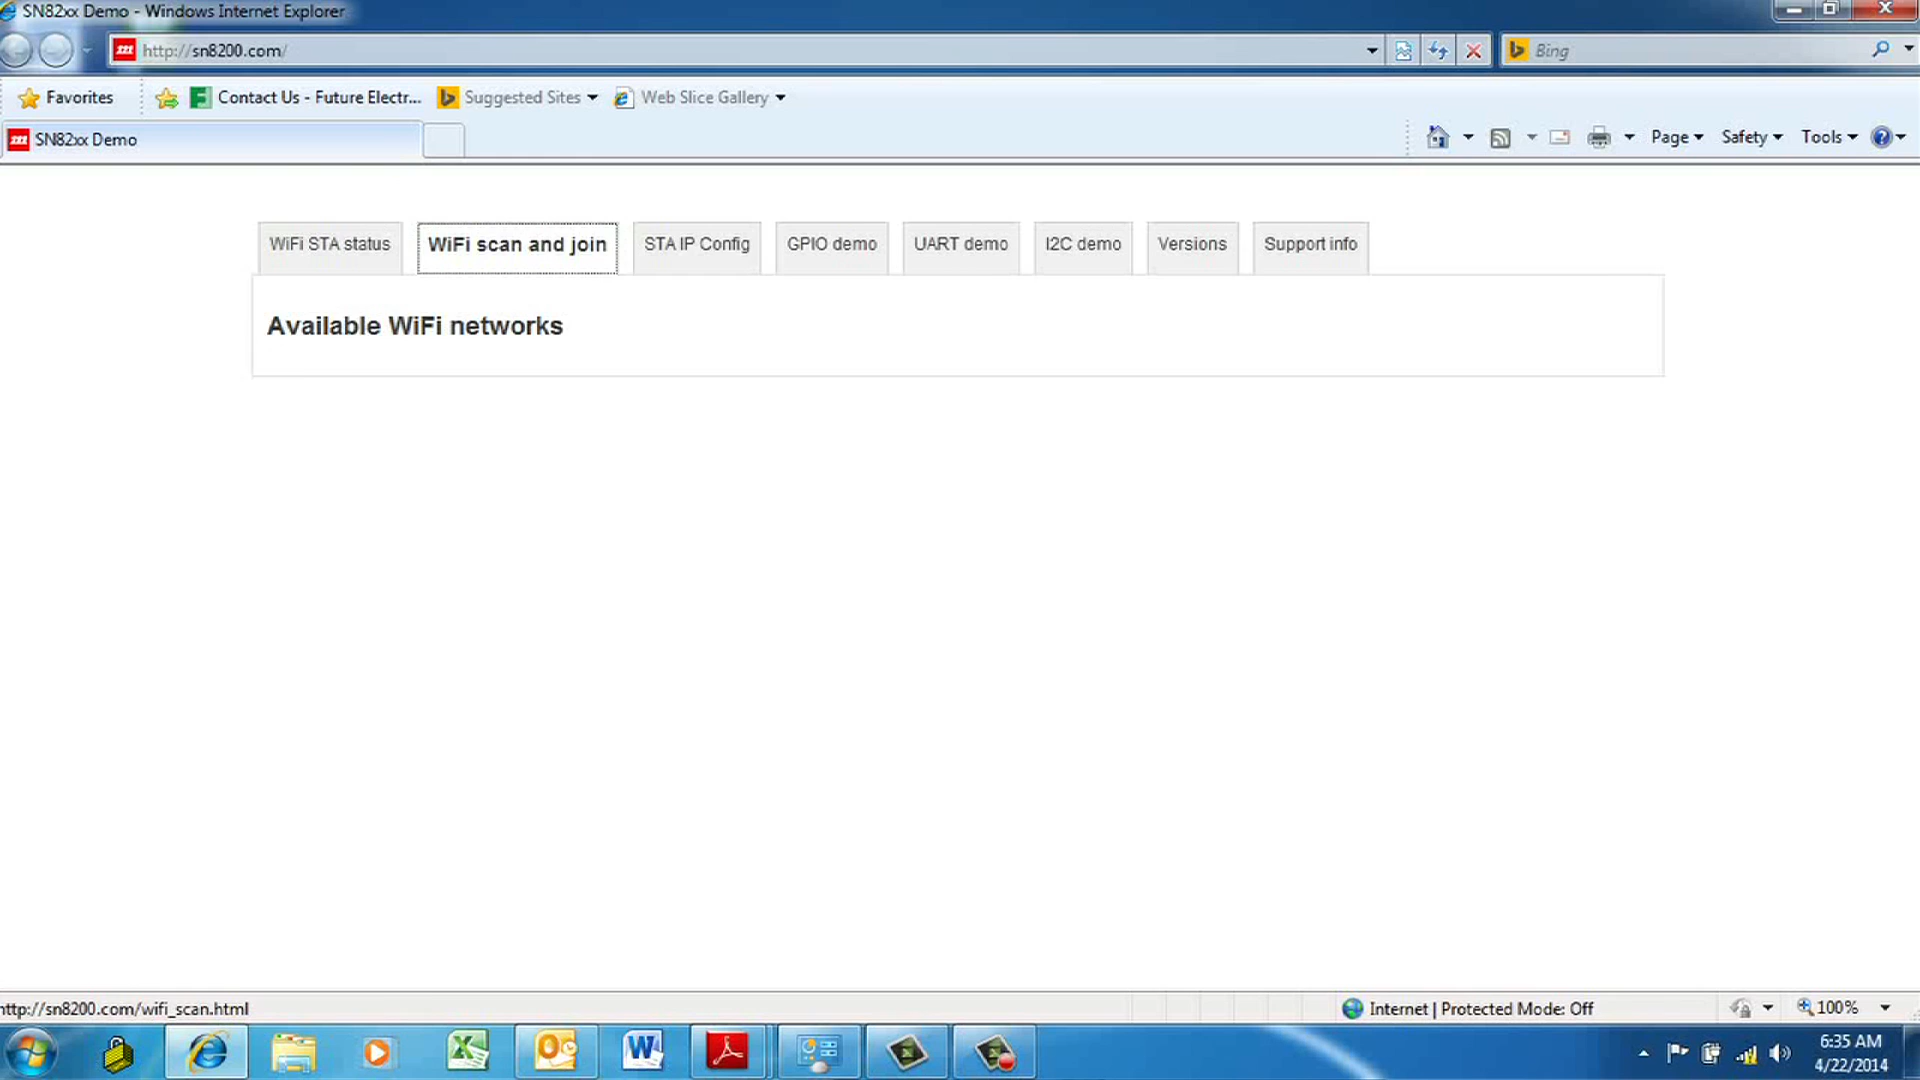 SN82xx Demo - Windows Internet Explorer
http://sn8200.com/
Bing
Favorites
Contact Us - Future Electr...
Suggested Sites
Web Slice Gallery
SN82xx Demo
Page
Safety
Tools
WiFi STA status
WiFi scan and join
STA IP Config
GPIO demo
UART demo
I2C demo
Versions
Support info
Available WiFi networks
http://sn8200.com/wifi_scan.html
Internet | Protected Mode: Off
100%
6:35 AM
4/22/2014